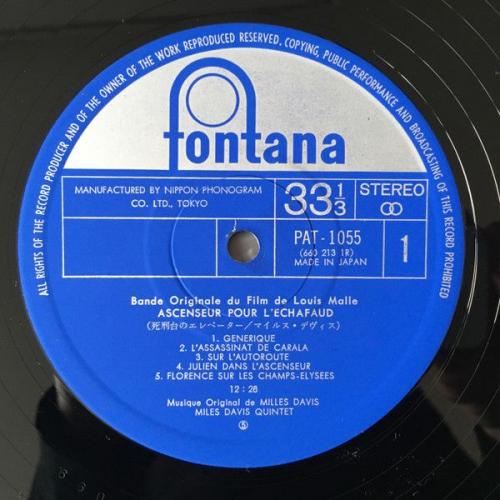 ALL RIGHTS OF THE RECORD PRODUCER AND OF THE OWNER OF THE WORK REPRODUCED RESERVED. COPYING, PUBLIC PERFORMANCE AND BROADCASTING OF THIS RECORD PROHIBITED
fontana
MANUFACTURED BY NIPPON PHONOGRAM
CO. LTD., TOKYO
33 1/3
STEREO
PAT-1055
(660 213 1R)
MADE IN JAPAN
1
Bande Originale du Film de Louis Malle
ASCENSEUR POUR L'ECHAFAUD
(死刑台のエレベーター/マイルス・デヴィス)
1. GENERIQUE
2. L'ASSASSINAT DE CARALA
3. SUR L'AUTOROUTE
4. JULIEN DANS L'ASCENSEUR
5. FLORENCE SUR LES CHAMPS-ELYSEES
12:28
Musique Original de MILLES DAVIS
MILES DAVIS QUINTET